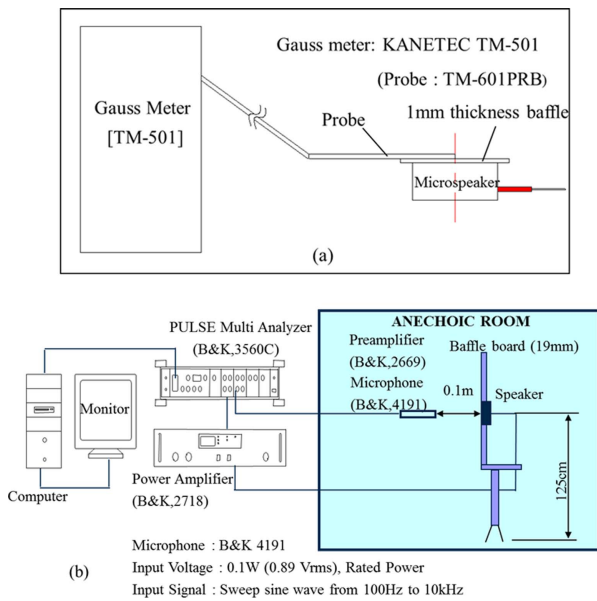 Gauss meter: KANETEC TM-501
(Probe : TM-601PRB)
Gauss Meter
[TM-501]
Probe
1mm thickness baffle
Microspeaker
(a)
PULSE Multi Analyzer
(B&K,3560C)
ANECHOIC ROOM
Preamplifier
(B&K,2669)
Microphone
(B&K,4191)
Baffle board (19mm)
0.1m
Speaker
Monitor
Computer
Power Amplifier
(B&K,2718)
125cm
(b)
Microphone : B&K 4191
Input Voltage : 0.1W (0.89 Vrms), Rated Power
Input Signal : Sweep sine wave from 100Hz to 10kHz